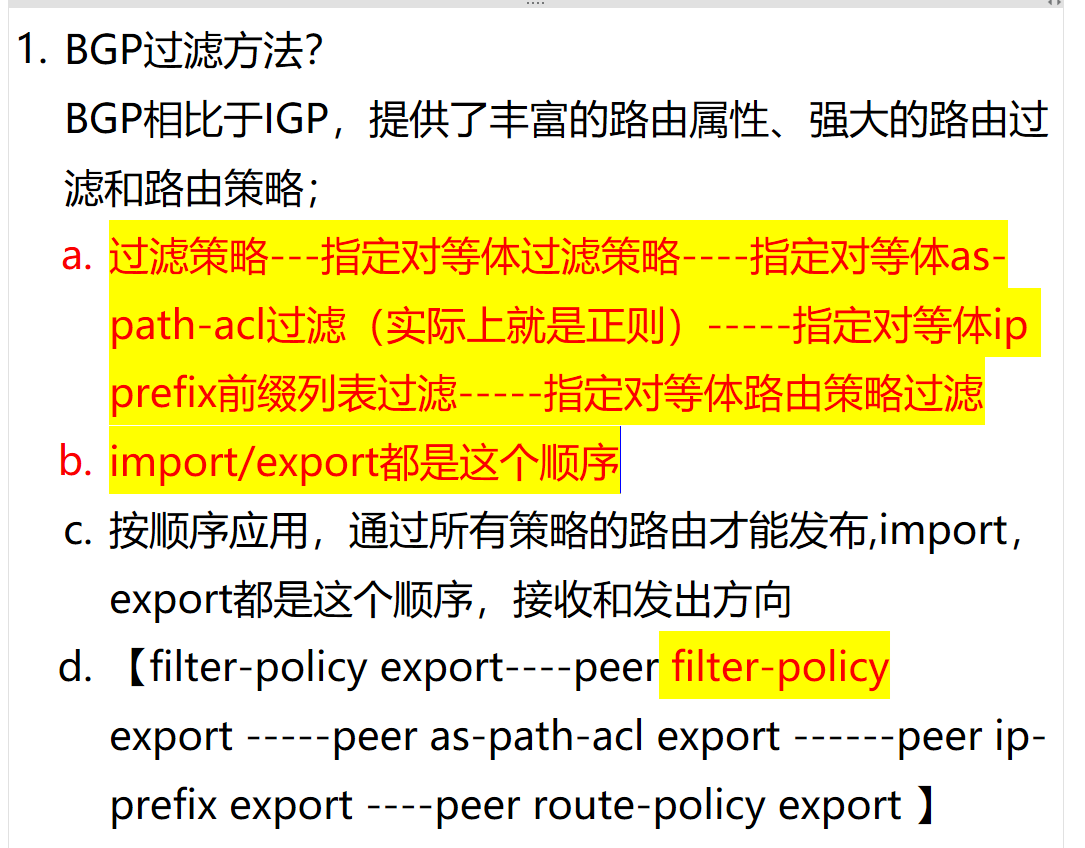 1. BGP过滤方法？
BGP相比于IGP，提供了丰富的路由属性、强大的路由过
滤和路由策略；
a. 过滤策略---指定对等体过滤策略----指定对等体as-
path-acl过滤（实际上就是正则）-----指定对等体ip
prefix前缀列表过滤-----指定对等体路由策略过滤
b. import/export都是这个顺序
c. 按顺序应用，通过所有策略的路由才能发布,import，
export都是这个顺序，接收和发出方向
d. 【filter-policy export----peer filter-policy
export -----peer as-path-acl export ------peer ip-
prefix export ----peer route-policy export 】